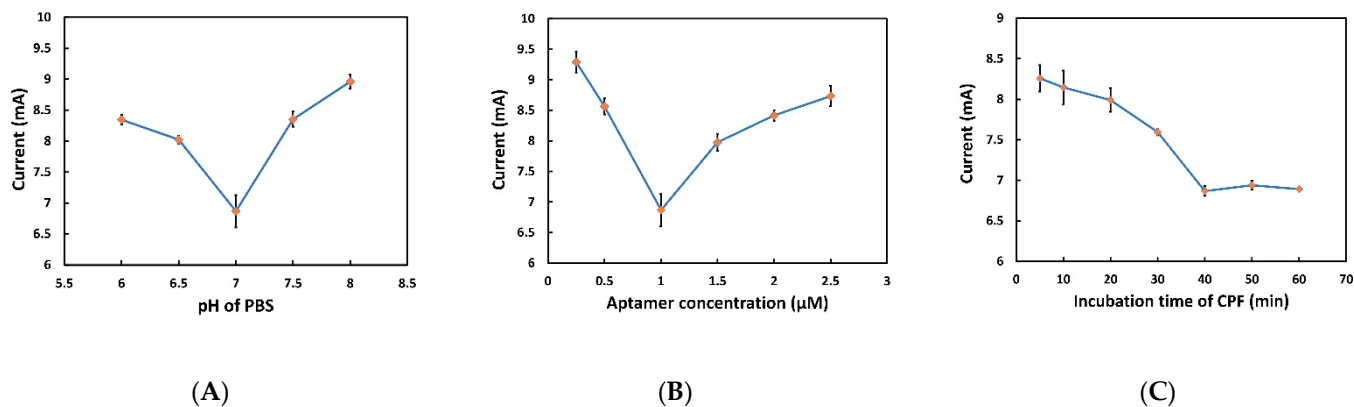 10
9.5
9
8.5
8
7.5
7
6.5
6
5.5 6 6.5 7 7.5 8 8.5
Current (mA)
pH of PBS
(A)
10
9.5
9
8.5
8
7.5
7
6.5
6
0 0.5 1 1.5 2 2.5 3
Current (mA)
Aptamer concentration (μM)
(B)
9
8.5
8
7.5
7
6.5
6
0 10 20 30 40 50 60 70
Current (mA)
Incubation time of CPF (min)
(C)